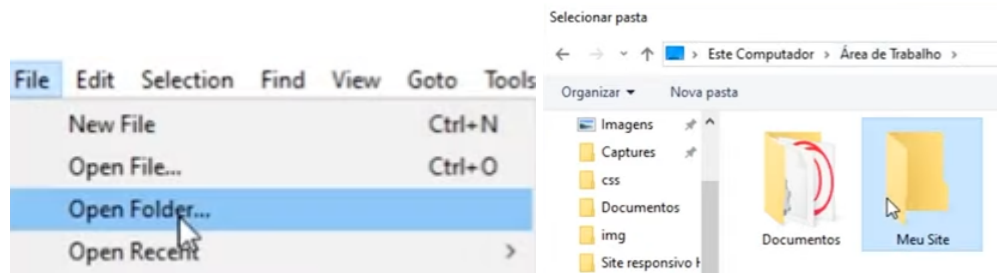 File Edit Selection Find View Goto Tools
New File Ctrl+N
Open File... Ctrl+O
Open Folder...
Open Recent >
Selecionar pasta
Este Computador > Área de Trabalho >
Organizar Nova pasta
Imagens
Captures
css
Documentos
img
Site responsivo
Documentos
Meu Site